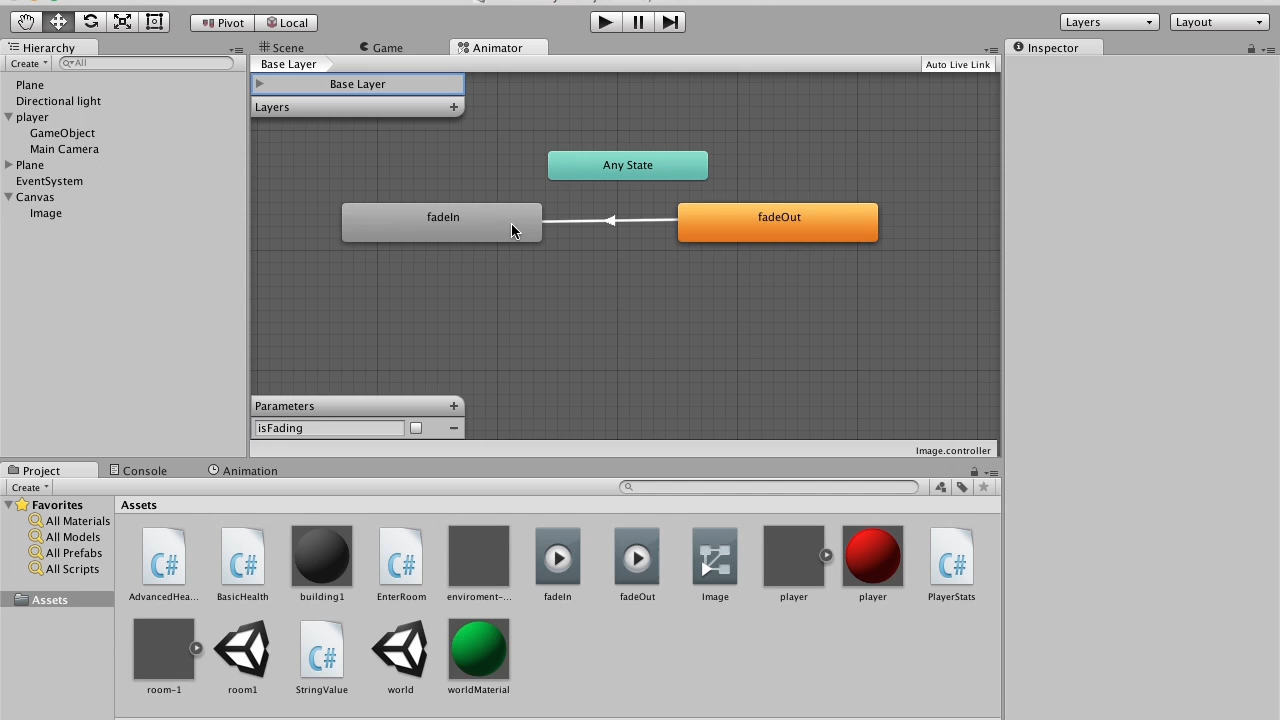 Pivot
Local
Layers
Layout
Hierarchy
Scene
Game
Animator
Inspector
Create
All
Base Layer
Auto Live Link
Base Layer
Layers +
Plane
Directional light
player
GameObject
Main Camera
Plane
EventSystem
Canvas
Image
Any State
fadeIn
fadeOut
Parameters +
isFading
Image.controller
Project
Console
Animation
Create
Favorites
All Materials
All Models
All Prefabs
All Scripts
Assets
Assets
AdvancedHea...
BasicHealth
building1
EnterRoom
enviroment-...
fadeIn
fadeOut
Image
player
player
PlayerStats
room-1
room1
StringValue
world
worldMaterial
C#
C#
C#
C#
C#